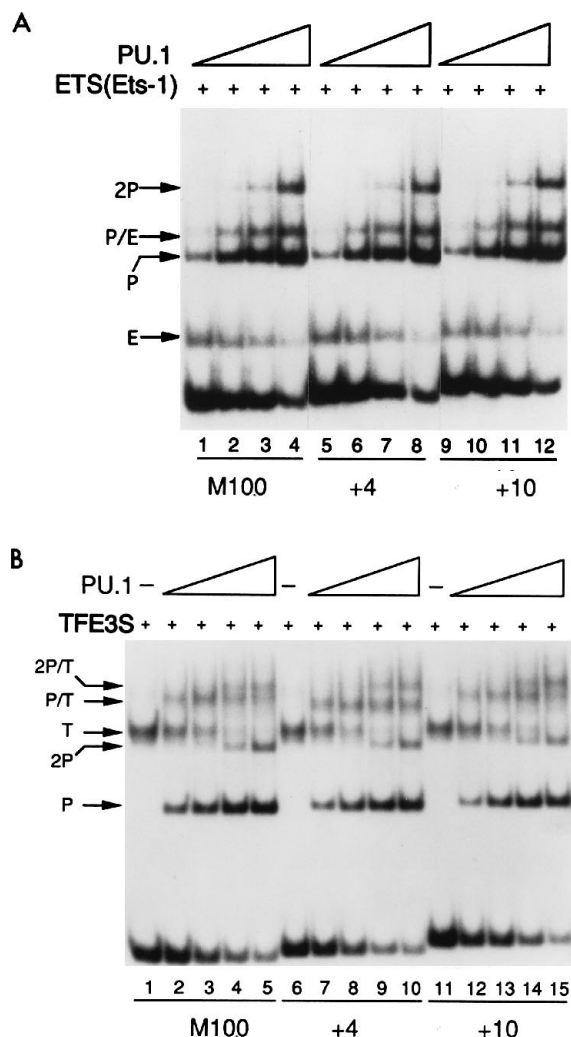 A
PU.1
ETS(Ets-1)
+ + + + + + + + + + + +
2P
P/E
P
E
1 2 3 4 5 6 7 8 9 10 11 12
M100 +4 +10
B
PU.1 – – –
TFE3S
+ + + + + + + + + + + + + + +
2P/T
P/T
T
2P
P
1 2 3 4 5 6 7 8 9 10 11 12 13 14 15
M100 +4 +10